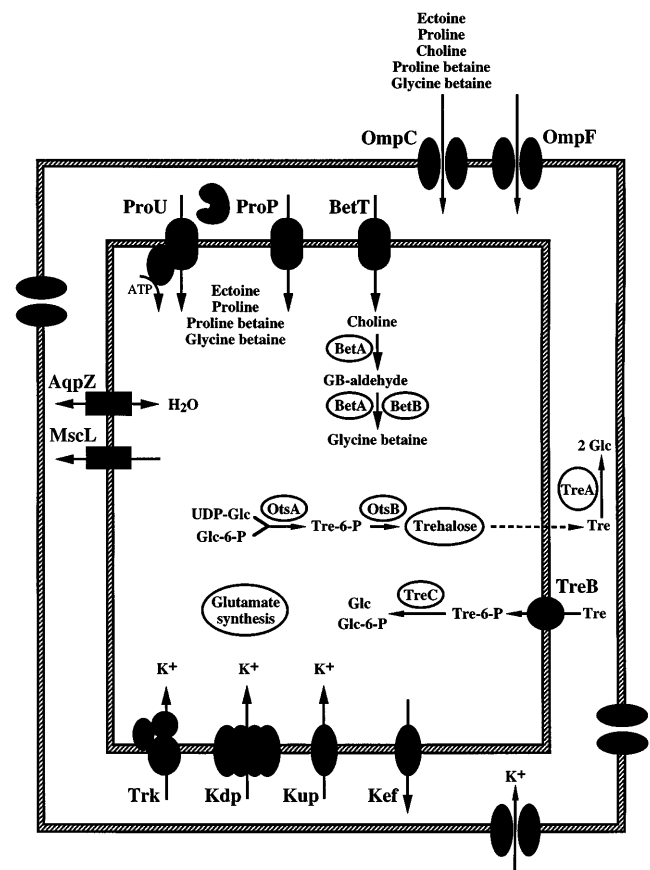 Ectoine
Proline
Choline
Proline betaine
Glycine betaine
OmpC
OmpF
ProU
ProP
BetT
ATP
Ectoine
Proline
Proline betaine
Glycine betaine
Choline
BetA
GB-aldehyde
BetA
BetB
Glycine betaine
AqpZ
H₂O
MscL
2 Glc
TreA
UDP-Glc
Glc-6-P
OtsA
Tre-6-P
OtsB
Trehalose
Tre
Glutamate
synthesis
Glc
Glc-6-P
TreC
Tre-6-P
TreB
Tre
K⁺
K⁺
K⁺
Trk
Kdp
Kup
Kef
K⁺